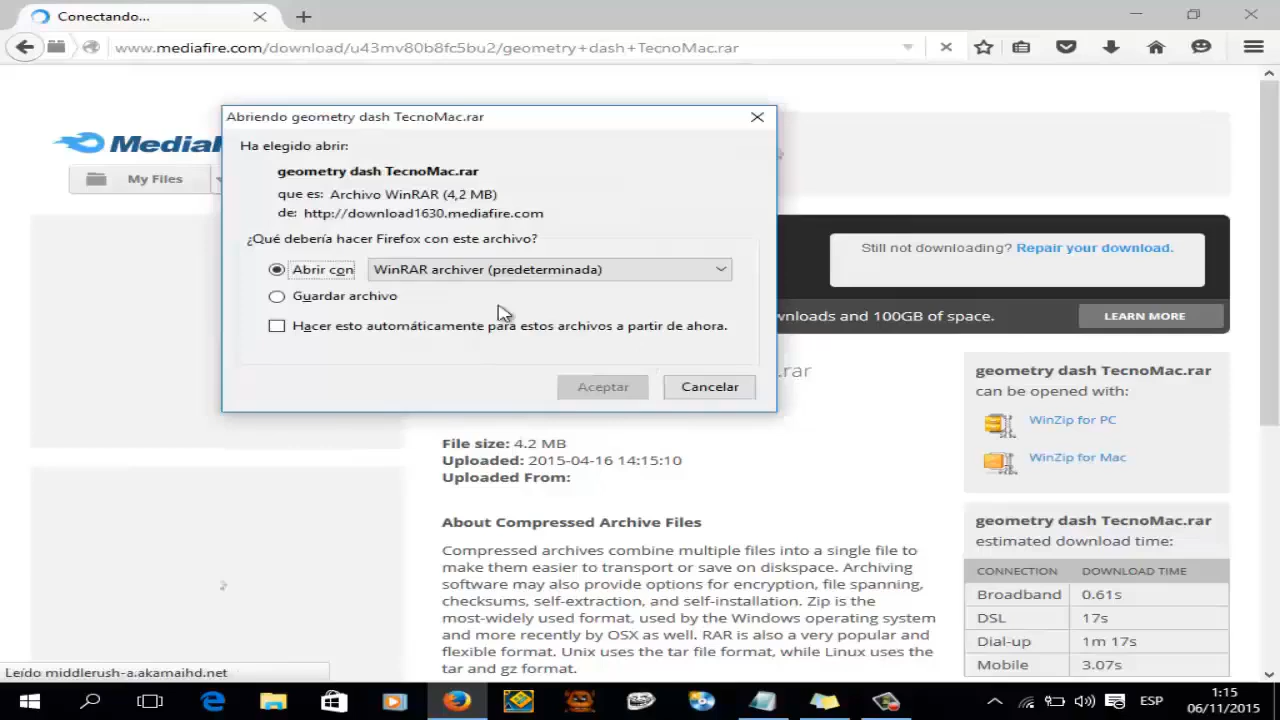 Conectando...
www.mediafire.com/download/u43mv80b8fc5bu2/geometry+dash+TecnoMac.rar
Abriendo geometry dash TecnoMac.rar
Ha elegido abrir:
geometry dash TecnoMac.rar
que es: Archivo WinRAR (4,2 MB)
de: http://download1630.mediafire.com
¿Qué debería hacer Firefox con este archivo?
Abrir con
WinRAR archiver (predeterminada)
Guardar archivo
Hacer esto automáticamente para estos archivos a partir de ahora.
Aceptar
Cancelar
My Files
Still not downloading? Repair your download.
and 100GB of space.
LEARN MORE
.rar
File size: 4.2 MB
Uploaded: 2015-04-16 14:15:10
Uploaded From:
About Compressed Archive Files
Compressed archives combine multiple files into a single file to
make them easier to transport or save on diskspace. Archiving
software may also provide options for encryption, file spanning,
checksums, self-extraction, and self-installation. Zip is the
most-widely used format, used by the Windows operating system
and more recently by OSX as well. RAR is also a very popular and
flexible format. Unix uses the tar file format, while Linux uses the
tar and gz format.
geometry dash TecnoMac.rar
can be opened with:
WinZip for PC
WinZip for Mac
geometry dash TecnoMac.rar
estimated download time:
CONNECTION DOWNLOAD TIME
Broadband 0.61s
DSL 17s
Dial-up 1m 17s
Mobile 3.07s
Leído middlerush-a.akamaihd.net
ESP
1:15
06/11/2015